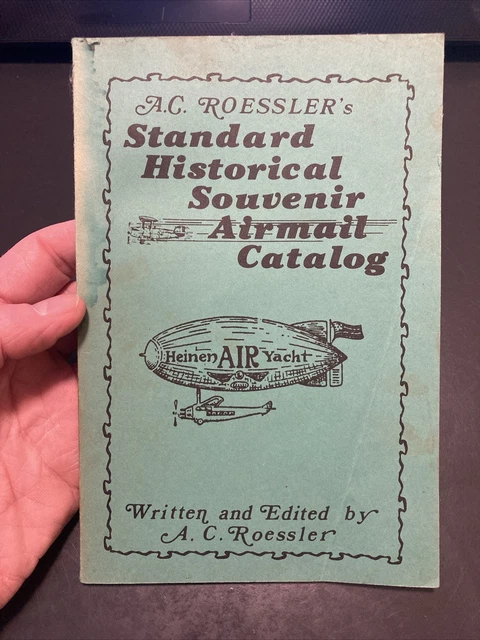 A.C. ROESSLER's
Standard
Historical
Souvenir
Airmail
Catalog
Heinen AIR Yacht
Written and Edited by
A.C. Roessler